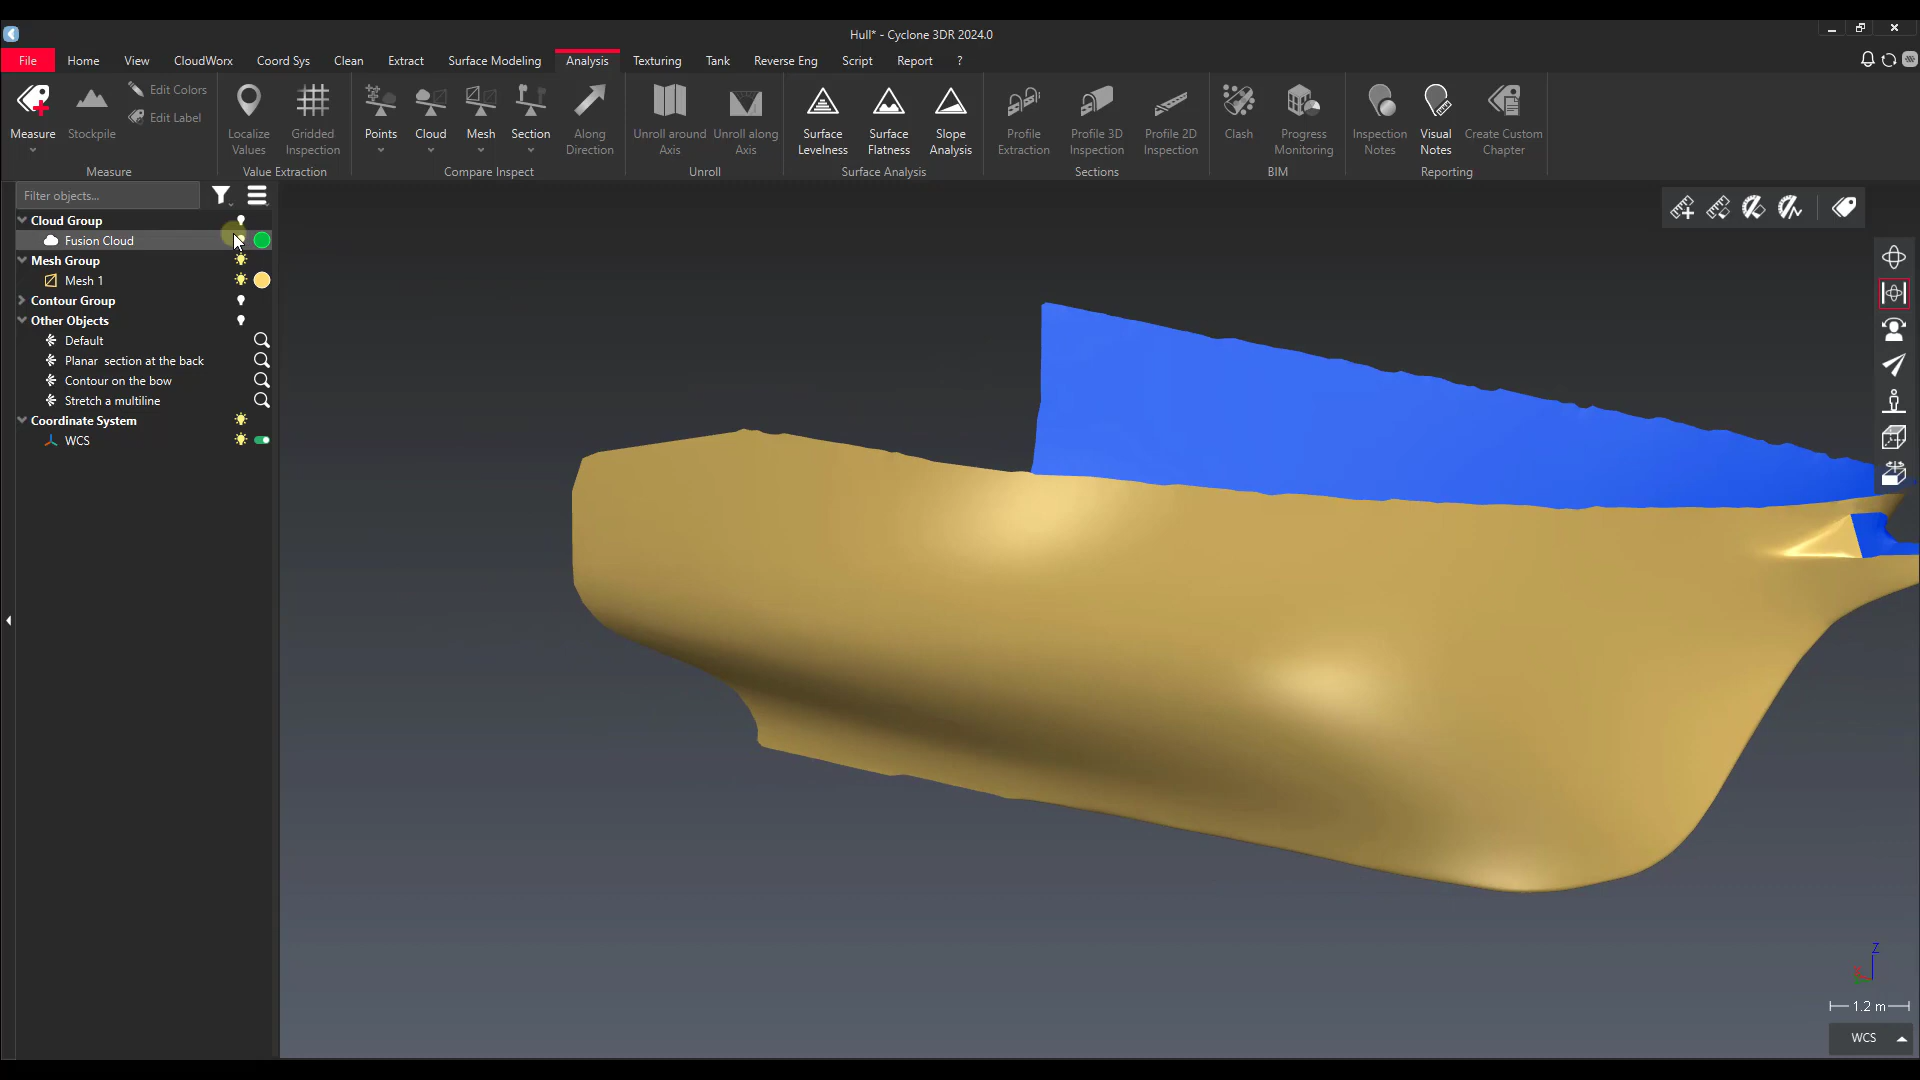 Hull* - Cyclone 3DR 2024.0
File Home View CloudWorx Coord Sys Clean Extract Surface Modeling Analysis Texturing Tank Reverse Eng Script Report ?
Measure Stockpile Edit Colors
Edit Label
Localize Values Gridded Inspection
Points Cloud Mesh Section Along Direction
Unroll around Axis Unroll along Axis
Surface Levelness Surface Flatness Slope Analysis
Profile Extraction Profile 3D Inspection Profile 2D Inspection
Clash Progress Monitoring
Inspection Notes Visual Notes Create Custom Chapter
Measure Value Extraction Compare Inspect Unroll Surface Analysis Sections BIM Reporting
Filter objects...
Cloud Group
Fusion Cloud
Mesh Group
Mesh 1
Contour Group
Other Objects
Default
Planar section at the back
Contour on the bow
Stretch a multiline
Coordinate System
WCS
Z
1.2 m
WCS